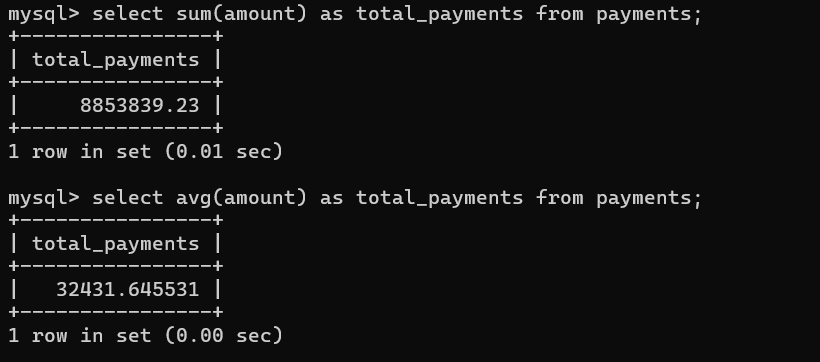 mysql> select sum(amount) as total_payments from payments;
+----------------+
| total_payments |
+----------------+
|     8853839.23 |
+----------------+
1 row in set (0.01 sec)

mysql> select avg(amount) as total_payments from payments;
+----------------+
| total_payments |
+----------------+
|   32431.645531 |
+----------------+
1 row in set (0.00 sec)